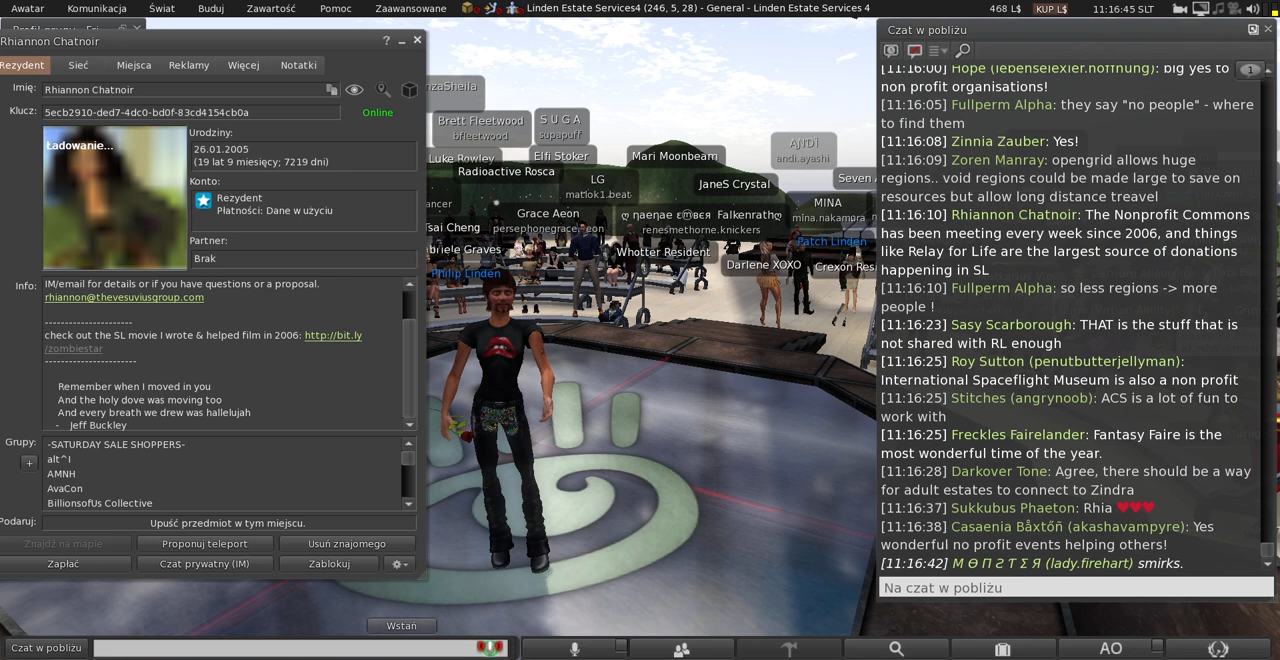 Awatar Komunikacja Świat Buduj Zawartość Pomoc Zaawansowane Linden Estate Services4 (246, 5, 28) - General - Linden Estate Services 4 468 L$ KUP L$ 11:16:45 SLT
Rhiannon Chatnoir
Rezydent Sieć Miejsca Reklamy Więcej Notatki
Imię: Rhiannon Chatnoir
Klucz: 5ecb2910-ded7-4dc0-bd0f-83cd4154cb0a Online
Ładowanie...
Urodziny:
26.01.2005
(19 lat 9 miesięcy; 7219 dni)
Konto:
Rezydent
Płatności: Dane w użyciu
Partner:
Brak
Info:
IM/email for details or if you have questions or a proposal.
rhiannon@thevesuviusgroup.com
----------------------
check out the SL movie I wrote & helped film in 2006: http://bit.ly
/zombiestar
-----------------------
Remember when I moved in you
And the holy dove was moving too
And every breath we drew was hallelujah
- Jeff Buckley
Grupy:
-SATURDAY SALE SHOPPERS-
alt^I
AMNH
AvaCon
BillionsofUs Collective
+
Podaruj: Upuść przedmiot w tym miejscu.
Znajdź na mapie Proponuj teleport Usuń znajomego
Zapłać Czat prywatny (IM) Zablokuj
nzaSheila
Brett Fleetwood
bfleetwood
S U G A
supapuff
Luke Rowley
Elfi Stoker
Mari Moonbeam
andi.ayashi
Radioactive Rosca
LG
matlok1.beat
JaneS Crystal
Seven
ancer
Grace Aeon
persephonegrace.aeon
renesmethorne.knickers
MINA
mina.nakamura
Tsai Cheng
briele Graves
Whotter Resident
Patch Linden
Philip Linden
Darlene XOXO
Crexon Res
Wstań
Czat w pobliżu
1
[11:16:00] Hope (lebenselexier.hoffnung): big yes to
non profit organisations!
[11:16:05] Fullperm Alpha: they say "no people" - where
to find them
[11:16:08] Zinnia Zauber: Yes!
[11:16:09] Zoren Manray: opengrid allows huge
regions.. void regions could be made large to save on
resources but allow long distance treavel
[11:16:10] Rhiannon Chatnoir: The Nonprofit Commons
has been meeting every week since 2006, and things
like Relay for Life are the largest source of donations
happening in SL
[11:16:10] Fullperm Alpha: so less regions -> more
people !
[11:16:23] Sasy Scarborough: THAT is the stuff that is
not shared with RL enough
[11:16:25] Roy Sutton (penutbutterjellyman):
International Spaceflight Museum is also a non profit
[11:16:25] Stitches (angrynoob): ACS is a lot of fun to
work with
[11:16:25] Freckles Fairelander: Fantasy Faire is the
most wonderful time of the year.
[11:16:28] Darkover Tone: Agree, there should be a way
for adult estates to connect to Zindra
[11:16:37] Sukkubus Phaeton: Rhia ♥♥♥
[11:16:38] Casaenia Båxtőñ (akashavampyre): Yes
wonderful no profit events helping others!
[11:16:42] M Ө П Ƨ T Σ Я (lady.firehart) smirks.
Na czat w pobliżu
Czat w pobliżu
AO